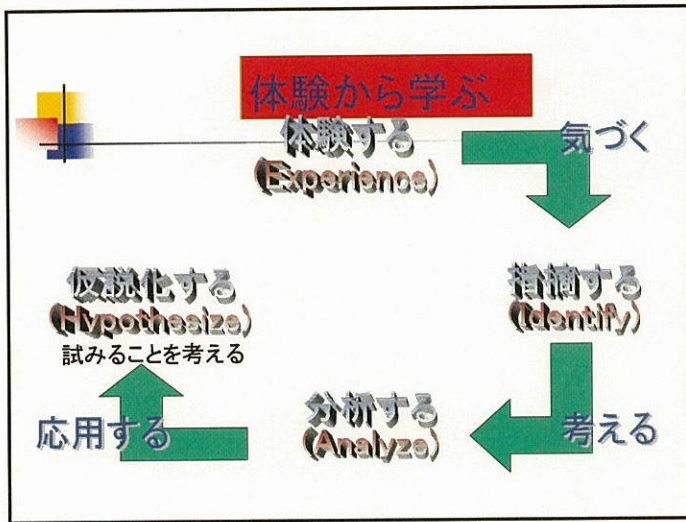 体験から学ぶ
体験する
(Experience)
気づく
指摘する
(Identify)
考える
分析する
(Analyze)
応用する
仮説化する
(Hypothesize)
試みることを考える